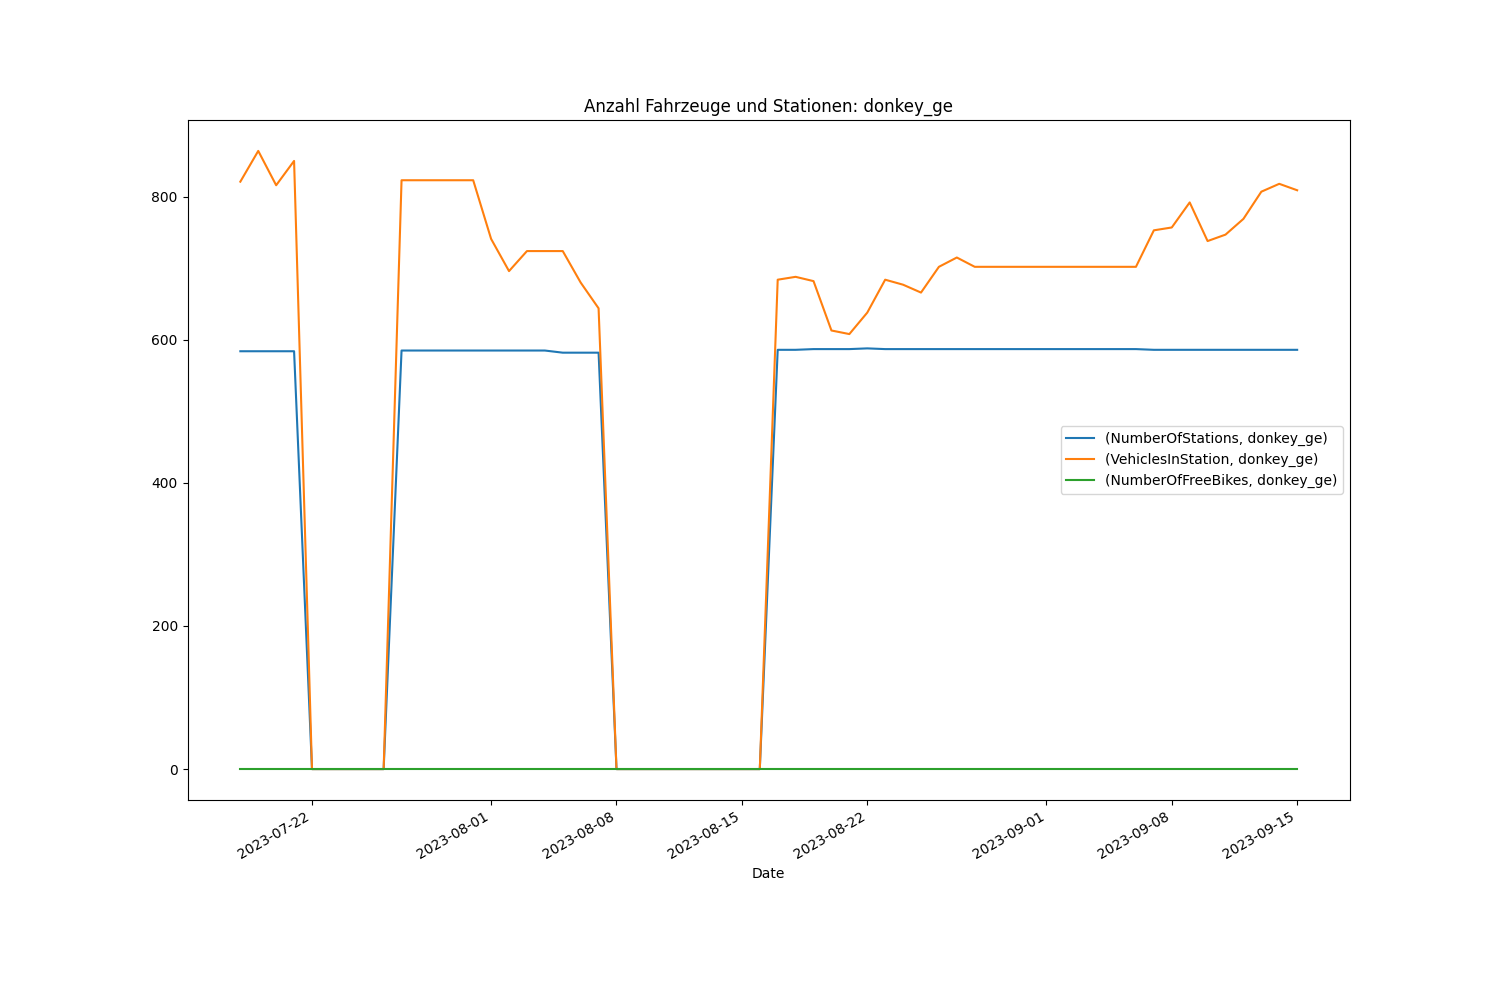 Anzahl Fahrzeuge und Stationen: donkey_ge
800
600
400
200
0
(NumberOfStations, donkey_ge)
(VehiclesInStation, donkey_ge)
(NumberOfFreeBikes, donkey_ge)
2023-07-22
2023-08-01
2023-08-08
2023-08-15
2023-08-22
2023-09-01
2023-09-08
2023-09-15
Date